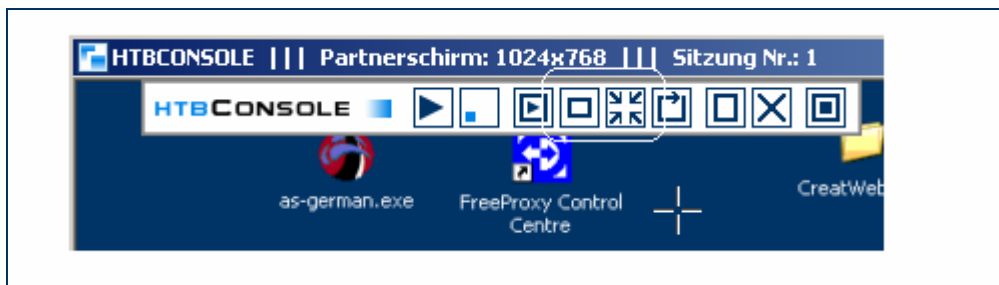 HTBCONSOLE ||| Partnerschirm: 1024x768 ||| Sitzung Nr.: 1
HTBCONSOLE
as-german.exe
FreeProxy Control
Centre
CreatWeb